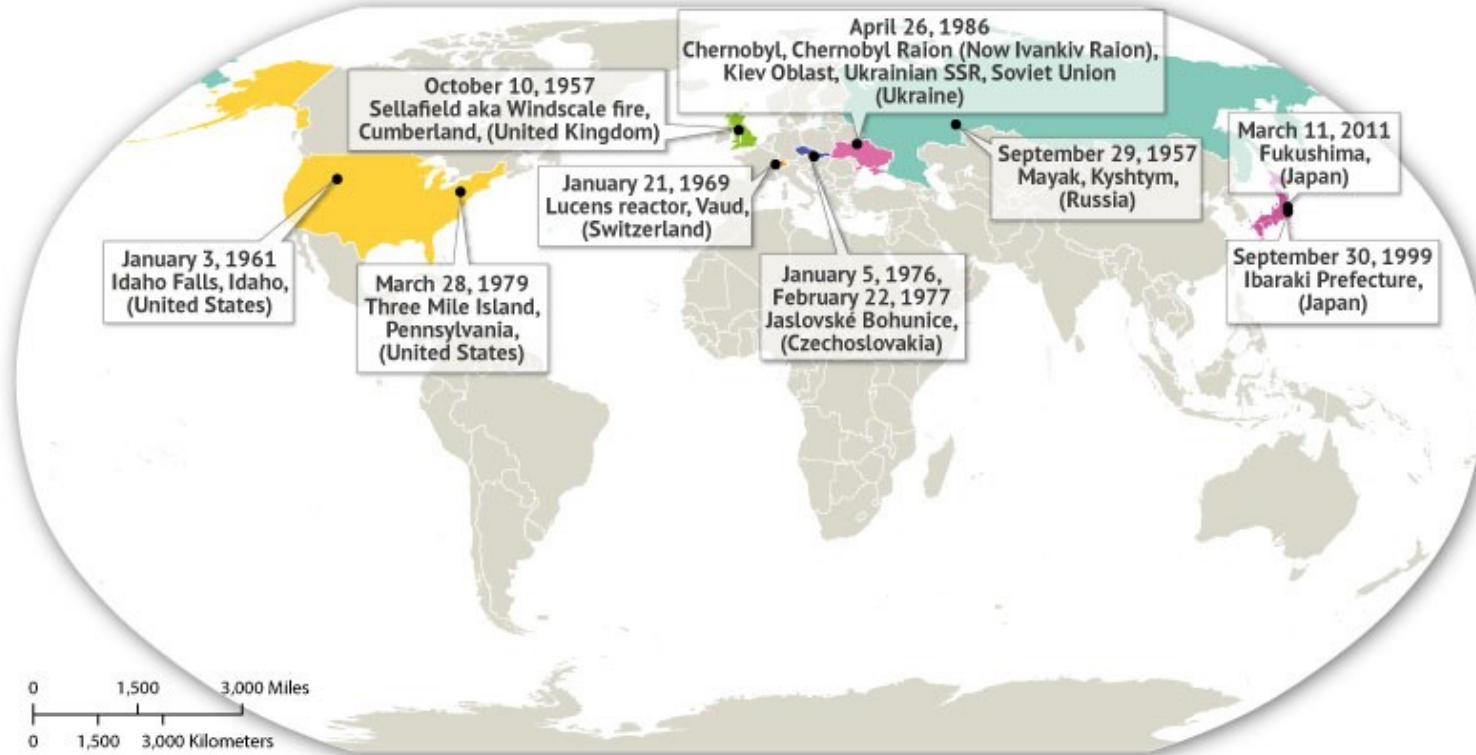 April 26, 1986
Chernobyl, Chernobyl Raion (Now Ivankiv Raion),
Kiev Oblast, Ukrainian SSR, Soviet Union
(Ukraine)
October 10, 1957
Sellafield aka Windscale fire,
Cumberland, (United Kingdom)
March 11, 2011
Fukushima,
(Japan)
September 29, 1957
Mayak, Kyshtym,
(Russia)
January 21, 1969
Lucens reactor, Vaud,
(Switzerland)
January 3, 1961
Idaho Falls, Idaho,
(United States)
March 28, 1979
Three Mile Island,
Pennsylvania,
(United States)
January 5, 1976,
February 22, 1977
Jaslovské Bohunice,
(Czechoslovakia)
September 30, 1999
Ibaraki Prefecture,
(Japan)
0 1,500 3,000 Miles
0 1,500 3,000 Kilometers